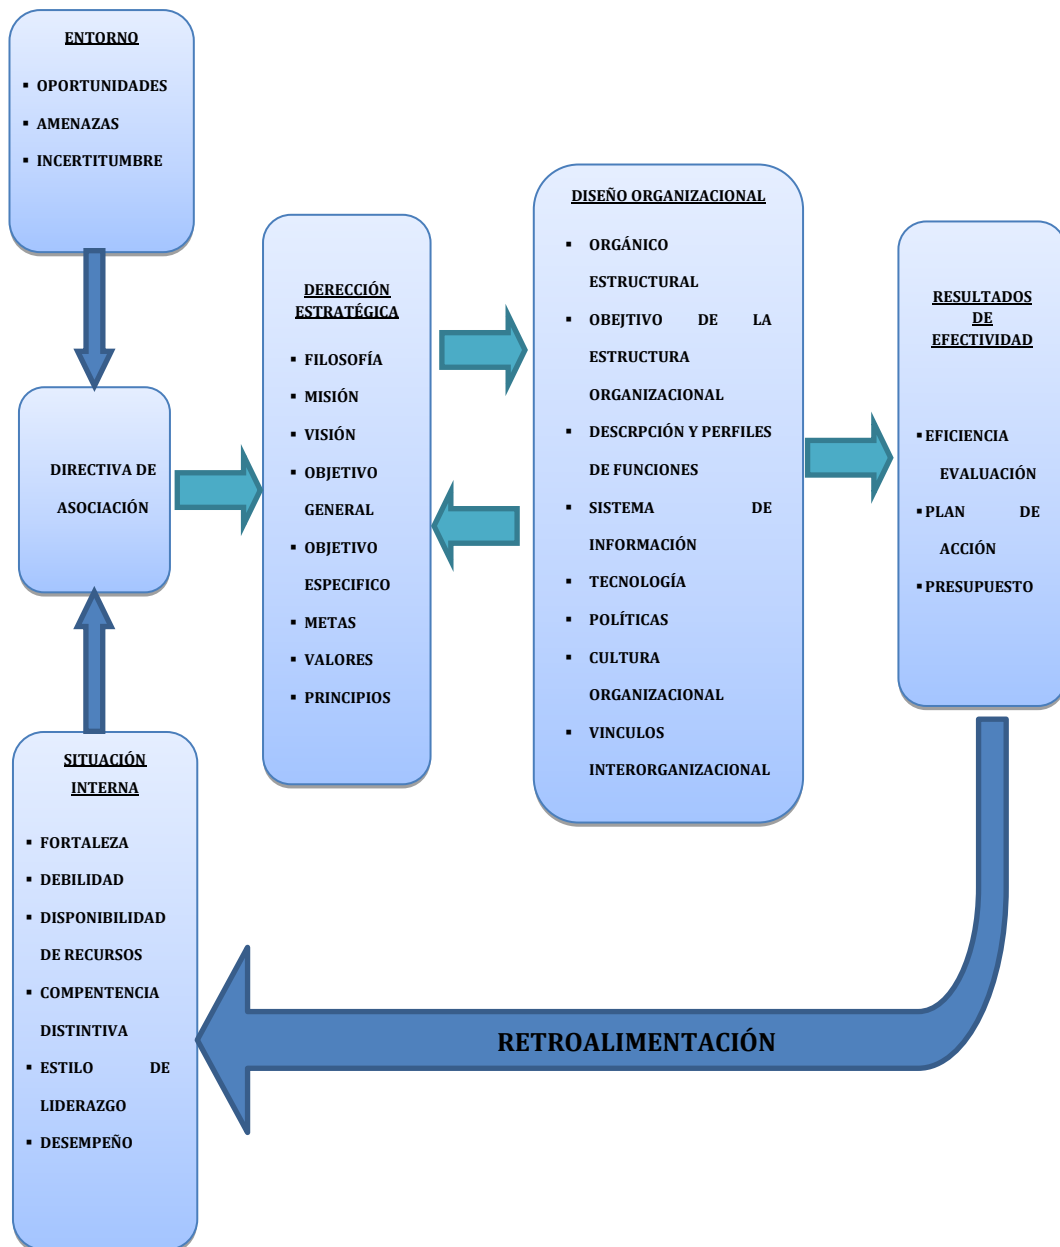 ENTORNO
▪ OPORTUNIDADES
▪ AMENAZAS
▪ INCERTITUMBRE
DIRECTIVA DE
ASOCIACIÓN
SITUACIÓN
INTERNA
▪ FORTALEZA
▪ DEBILIDAD
▪ DISPONIBILIDAD
DE RECURSOS
▪ COMPENTENCIA
DISTINTIVA
▪ ESTILO DE
LIDERAZGO
▪ DESEMPEÑO
DERECCIÓN
ESTRATÉGICA
▪ FILOSOFÍA
▪ MISIÓN
▪ VISIÓN
▪ OBJETIVO
GENERAL
▪ OBJETIVO
ESPECIFICO
▪ METAS
▪ VALORES
▪ PRINCIPIOS
DISEÑO ORGANIZACIONAL
▪ ORGÁNICO
ESTRUCTURAL
▪ OBEJTIVO DE LA
ESTRUCTURA
ORGANIZACIONAL
▪ DESCRPCIÓN Y PERFILES
DE FUNCIONES
▪ SISTEMA DE
INFORMACIÓN
▪ TECNOLOGÍA
▪ POLÍTICAS
▪ CULTURA
ORGANIZACIONAL
▪ VINCULOS
INTERORGANIZACIONAL
RESULTADOS
DE
EFECTIVIDAD
▪ EFICIENCIA
EVALUACIÓN
▪ PLAN DE
ACCIÓN
▪ PRESUPUESTO
RETROALIMENTACIÓN